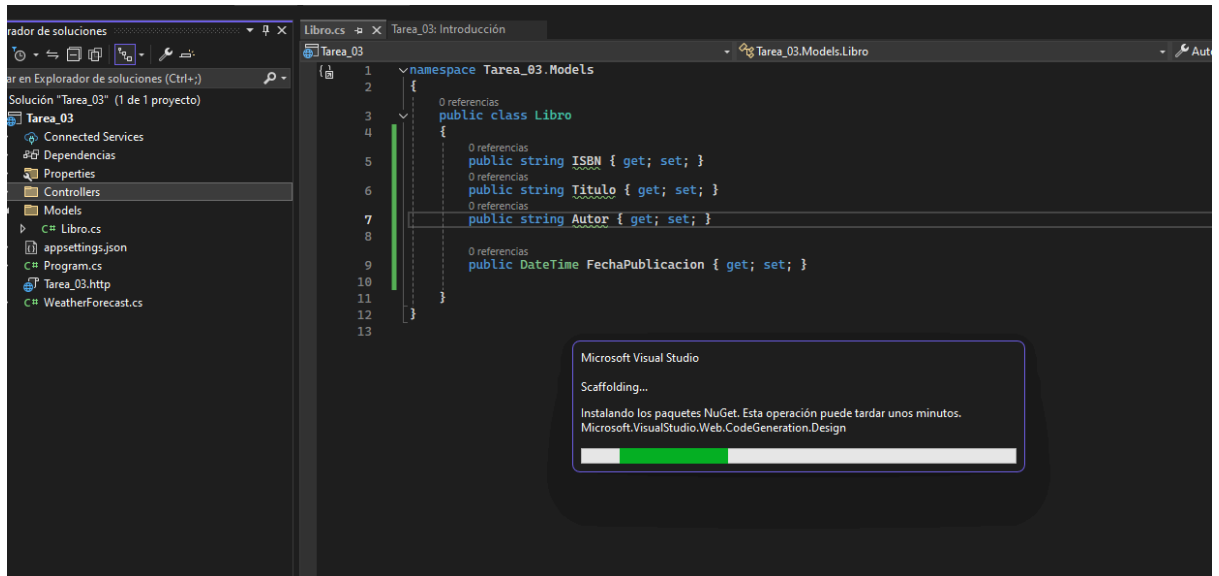 rador de soluciones
ar en Explorador de soluciones (Ctrl+;)
Solución "Tarea_03" (1 de 1 proyecto)
Tarea_03
Connected Services
Dependencias
Properties
Controllers
Models
C# Libro.cs
appsettings.json
C# Program.cs
Tarea_03.http
C# WeatherForecast.cs
Libro.cs Tarea_03: Introducción
Tarea_03 Tarea_03.Models.Libro Aut
1 namespace Tarea_03.Models
2 {
0 referencias
3 public class Libro
4 {
0 referencias
5 public string ISBN { get; set; }
0 referencias
6 public string Titulo { get; set; }
0 referencias
7 public string Autor { get; set; }
8
0 referencias
9 public DateTime FechaPublicacion { get; set; }
10
11 }
12 }
13
Microsoft Visual Studio
Scaffolding...
Instalando los paquetes NuGet. Esta operación puede tardar unos minutos.
Microsoft.VisualStudio.Web.CodeGeneration.Design